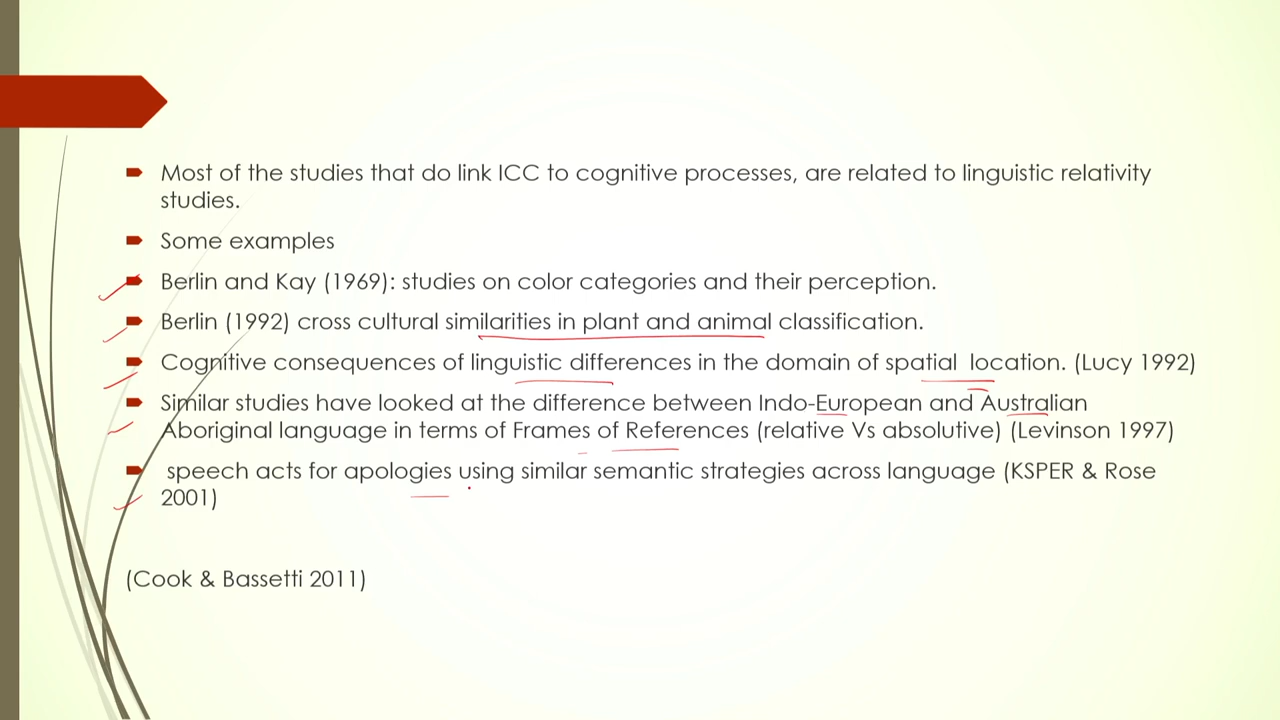 Most of the studies that do link ICC to cognitive processes, are related to linguistic relativity
studies.
Some examples
Berlin and Kay (1969): studies on color categories and their perception.
Berlin (1992) cross cultural similarities in plant and animal classification.
Cognitive consequences of linguistic differences in the domain of spatial location. (Lucy 1992)
Similar studies have looked at the difference between Indo-European and Australian
Aboriginal language in terms of Frames of References (relative Vs absolutive) (Levinson 1997)
speech acts for apologies using similar semantic strategies across language (KSPER & Rose
2001)
(Cook & Bassetti 2011)